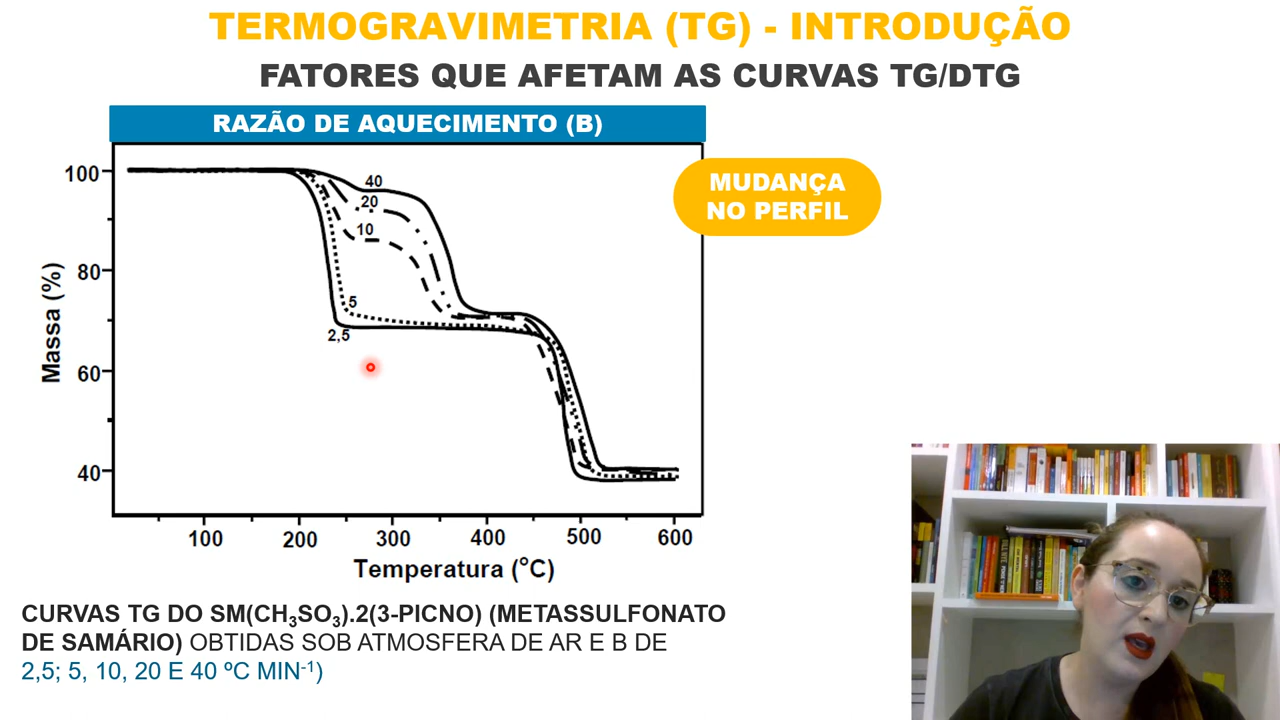 TERMOGRAVIMETRIA (TG) - INTRODUÇÃO
FATORES QUE AFETAM AS CURVAS TG/DTG
RAZÃO DE AQUECIMENTO (B)
MUDANÇA
NO PERFIL
100
80
60
40
Massa (%)
40
20
10
5
2,5
100
200
300
400
500
600
Temperatura (°C)
CURVAS TG DO SM(CH₃SO₃).2(3-PICNO) (METASSULFONATO
DE SAMÁRIO) OBTIDAS SOB ATMOSFERA DE AR E B DE
2,5; 5, 10, 20 E 40 ºC MIN⁻¹)